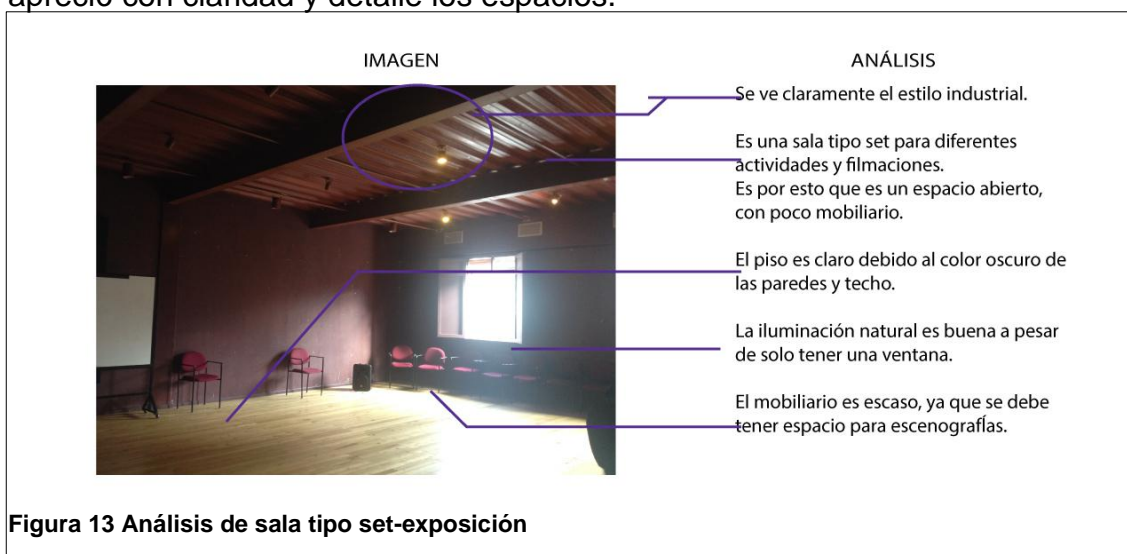 aprecio con claridad y detalle los espacios.
IMAGEN
ANÁLISIS
Se ve claramente el estilo industrial.
Es una sala tipo set para diferentes
actividades y filmaciones.
Es por esto que es un espacio abierto,
con poco mobiliario.
El piso es claro debido al color oscuro de
las paredes y techo.
La iluminación natural es buena a pesar
de solo tener una ventana.
El mobiliario es escaso, ya que se debe
tener espacio para escenografÍas.
Figura 13 Análisis de sala tipo set-exposición